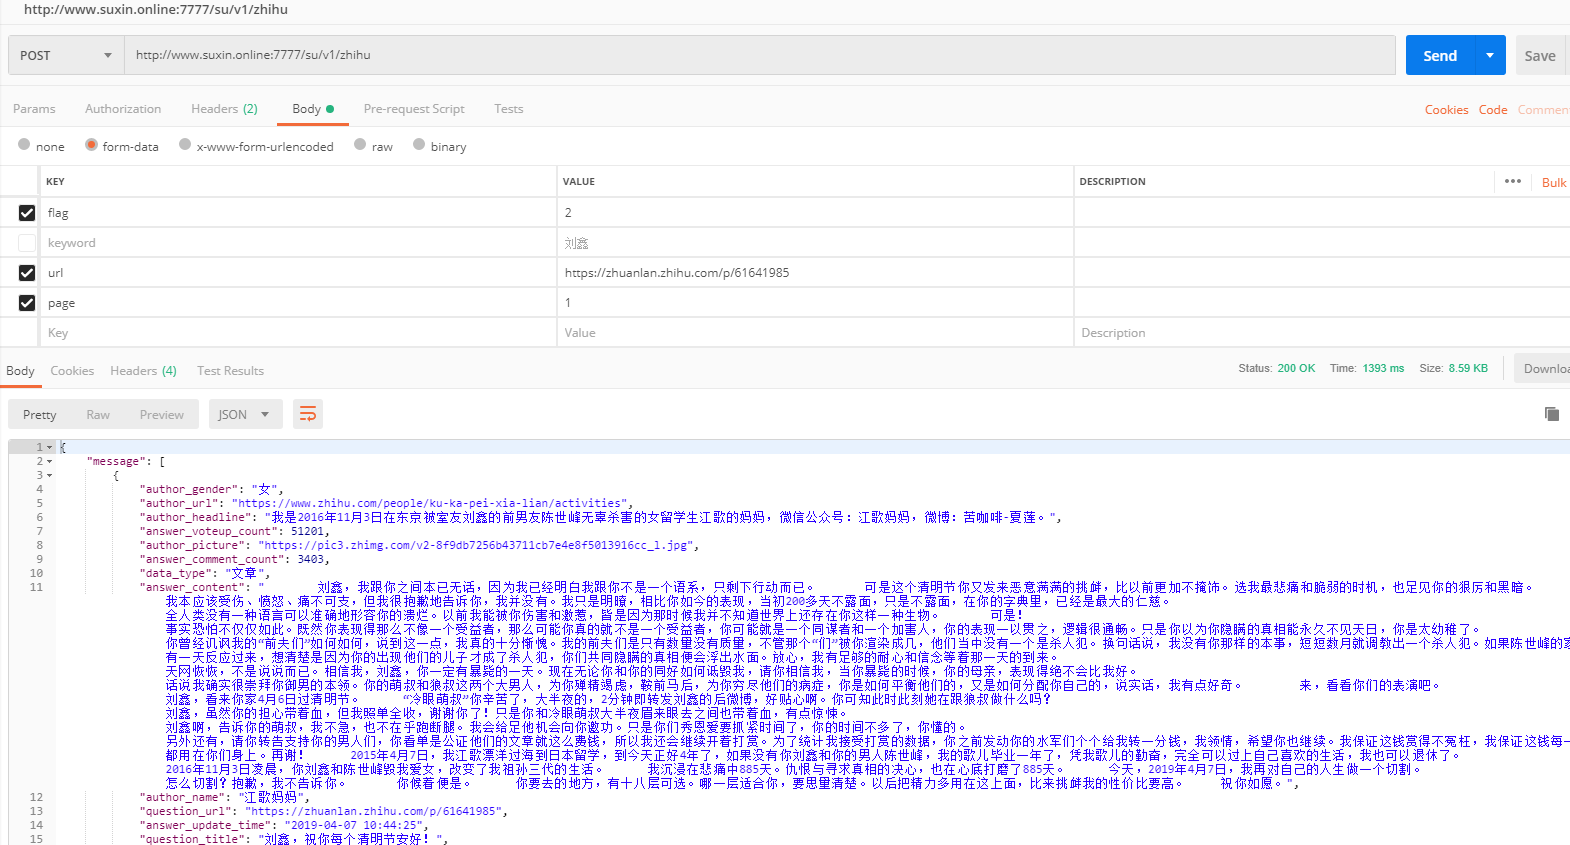 http://www.suxin.online:7777/su/v1/zhihu
POST http://www.suxin.online:7777/su/v1/zhihu Send Save
Params Authorization Headers (2) Body Pre-request Script Tests Cookies Code Commen
none form-data x-www-form-urlencoded raw binary
KEY VALUE DESCRIPTION ••• Bulk
flag 2
keyword 刘鑫
url https://zhuanlan.zhihu.com/p/61641985
page 1
Key Value Description
Body Cookies Headers (4) Test Results Status: 200 OK Time: 1393 ms Size: 8.59 KB Downloa
Pretty Raw Preview JSON
1 {
2 "message": [
3 {
4 "author_gender": "女",
5 "author_url": "https://www.zhihu.com/people/ku-ka-pei-xia-lian/activities",
6 "author_headline": "我是2016年11月3日在东京被室友刘鑫的前男友陈世峰无辜杀害的女留学生江歌的妈妈，微信公众号：江歌妈妈，微博：苦咖啡-夏莲。",
7 "answer_voteup_count": 51201,
8 "author_picture": "https://pic3.zhimg.com/v2-8f9db7256b43711cb7e4e8f5013916cc_l.jpg",
9 "answer_comment_count": 3403,
10 "data_type": "文章",
11 "answer_content": " 刘鑫，我跟你之间本已无话，因为我已经明白我跟你不是一个语系，只剩下行动而已。 可是这个清明节你又发来恶意满满的挑衅，比以前更加不掩饰。选我最悲痛和脆弱的时机，也足见你的狠厉和黑暗。
我本应该受伤、愤怒、痛不可支，但我很抱歉地告诉你，我并没有。我只是明瞭，相比你如今的表现，当初200多天不露面，只是不露面，在你的字典里，已经是最大的仁慈。
全人类没有一种语言可以准确地形容你的溃烂。以前我能被你伤害和激惹，皆是因为那时候我并不知道世界上还存在你这样一种生物。 可是！
事实恐怕不仅仅如此。既然你表现得那么不像一个受益者，那么可能你真的就不是一个受益者，你可能就是一个同谋者和一个加害人，你的表现一以贯之，逻辑很通畅。只是你以为你隐瞒的真相能永久不见天日，你是太幼稚了。
你曾经讥讽我的“前夫们”如何如何，说到这一点，我真的十分惭愧。我的前夫们是只有数量没有质量，不管那个“们”被你渲染成几，他们当中没有一个是杀人犯。换句话说，我没有你那样的本事，短短数月就调教出一个杀人犯。如果陈世峰的家
有一天反应过来，想清楚是因为你的出现他们的儿子才成了杀人犯，你们共同隐瞒的真相便会浮出水面。放心，我有足够的耐心和信念等着那一天的到来。
天网恢恢，不是说说而已。相信我，刘鑫，你一定有暴毙的一天。现在无论你和你的同好如何诋毁我，请你相信我，当你暴毙的时候，你的母亲，表现得绝不会比我好。
话说我确实很崇拜你御男的本领。你的萌叔和狼叔这两个大男人，为你殚精竭虑，鞍前马后，为你穷尽他们的病症，你是如何平衡他们的，又是如何分配你自己的，说实话，我有点好奇。 来，看看你们的表演吧。
刘鑫，看来你家4月6日过清明节。 “冷眼萌叔”你辛苦了，大半夜的，2分钟即转发刘鑫的后微博，好贴心啊。你可知此时此刻她在跟狼叔做什么吗？
刘鑫，虽然你的担心带着血，但我照单全收，谢谢你了！只是你和冷眼萌叔大半夜眉来眼去之间也带着血，有点惊悚。
刘鑫啊，告诉你的萌叔，我不急，也不在乎跑断腿。我会给足他机会向你邀功。只是你们秀恩爱要抓紧时间了，你的时间不多了，你懂的。
另外还有，请你转告支持你的男人们，你看单是公证他们的文章就这么费钱，所以我还会继续开着打赏。为了统计我接受打赏的数据，你之前发动你的水军们个个给我转一分钱，我领情，希望你也继续。我保证这钱赏得不冤枉，我保证这钱每一
都用在你们身上。再谢！ 2015年4月7日，我江歌漂洋过海到日本留学，到今天正好4年了，如果没有你刘鑫和你的男人陈世峰，我的歌儿毕业一年了，凭我歌儿的勤奋，完全可以过上自己喜欢的生活，我也可以退休了。
2016年11月3日凌晨，你刘鑫和陈世峰毁我爱女，改变了我祖孙三代的生活。 我沉浸在悲痛中885天。仇恨与寻求真相的决心，也在心底打磨了885天。 今天，2019年4月7日，我再对自己的人生做一个切割。
怎么切割？抱歉，我不告诉你。 你候着便是。 你要去的地方，有十八层可选。哪一层适合你，要思量清楚。以后把精力多用在这上面，比来挑衅我的性价比要高。 祝你如愿。",
12 "author_name": "江歌妈妈",
13 "question_url": "https://zhuanlan.zhihu.com/p/61641985",
14 "answer_update_time": "2019-04-07 10:44:25",
15 "question_title": "刘鑫，祝你每个清明节安好！",